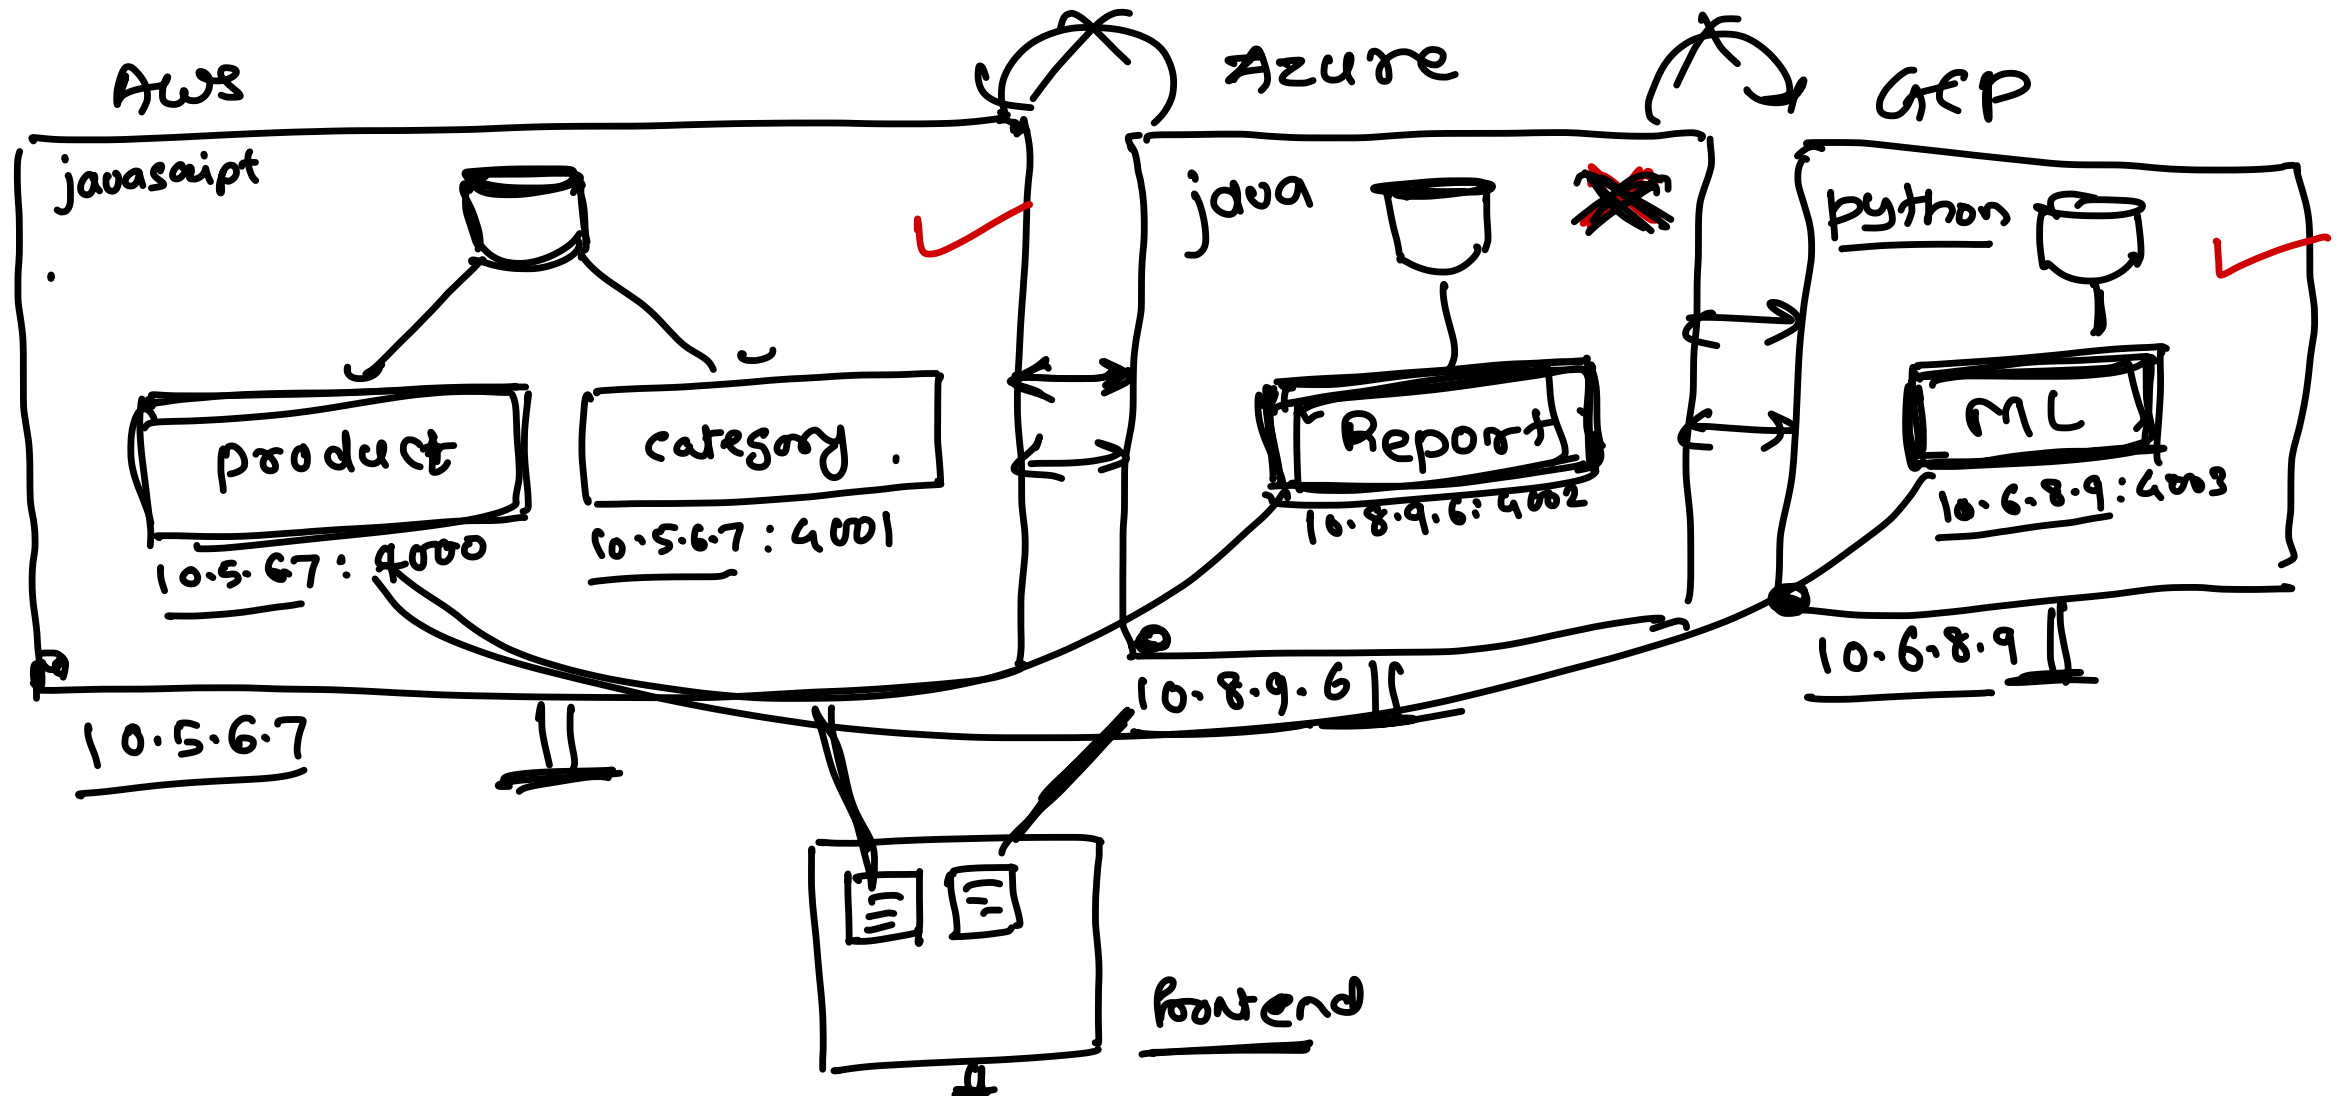 Aws
Azure
GCP
javascript
java
python
product
category
Report
ML
10.5.67: 4000
10.5.6.7: 4001
10.8.9.6: 4002
10.6.8.9: 4003
10.5.6.7
10.8.9.6
10.6.8.9
Frontend